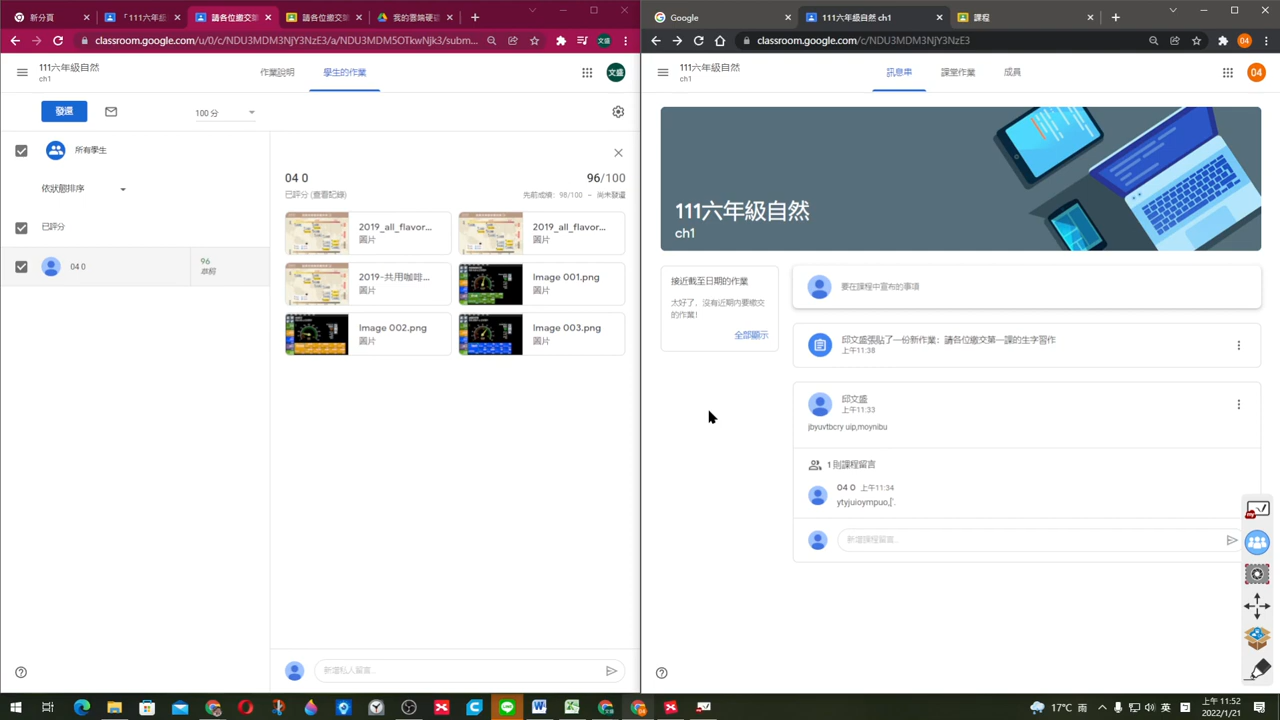 新分頁
「111六年
請各位繳交
請各位繳交
我的雲端硬
classroom.google.com/u/0/c/NDU3MDM3NjY3NzE3/a/NDU3MDM5OTkwNjk3/subm...
文盛
111六年級自然
ch1
作業說明
學生的作業
文盛
發還
100 分
所有學生
依狀態排序
已評分
04 0
96
草稿
04 0
96/100
已評分 (查看記錄)
先前成績: 98/100 – 尚未發還
2019_all_flavor...
圖片
2019_all_flavor...
圖片
2019-共用咖啡...
圖片
Image 001.png
圖片
Image 002.png
圖片
Image 003.png
圖片
新增私人留言...
Google
111六年級自然 ch1
課程
classroom.google.com/c/NDU3MDM3NjY3NzE3
04
111六年級自然
ch1
訊息串
課堂作業
成員
04
111六年級自然
ch1
接近截至日期的作業
太好了，沒有近期內要繳交
的作業！
全部顯示
要在課程中宣布的事項
邱文盛張貼了一份新作業：請各位繳交第一課的生字習作
上午11:38
邱文盛
上午11:33
jbyuvtbcry uip,moynibu
1 則課程留言
04 0 上午11:34
ytyjuioympuo,['.
新增課程留言...
17°C 雨
英
上午 11:52
2022/1/21